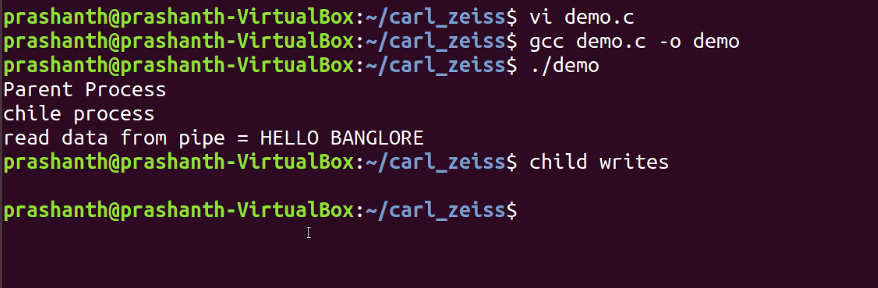 prashanth@prashanth-VirtualBox:~/carl_zeiss$ vi demo.c
prashanth@prashanth-VirtualBox:~/carl_zeiss$ gcc demo.c -o demo
prashanth@prashanth-VirtualBox:~/carl_zeiss$ ./demo
Parent Process
chile process
read data from pipe = HELLO BANGLORE
prashanth@prashanth-VirtualBox:~/carl_zeiss$ child writes
prashanth@prashanth-VirtualBox:~/carl_zeiss$